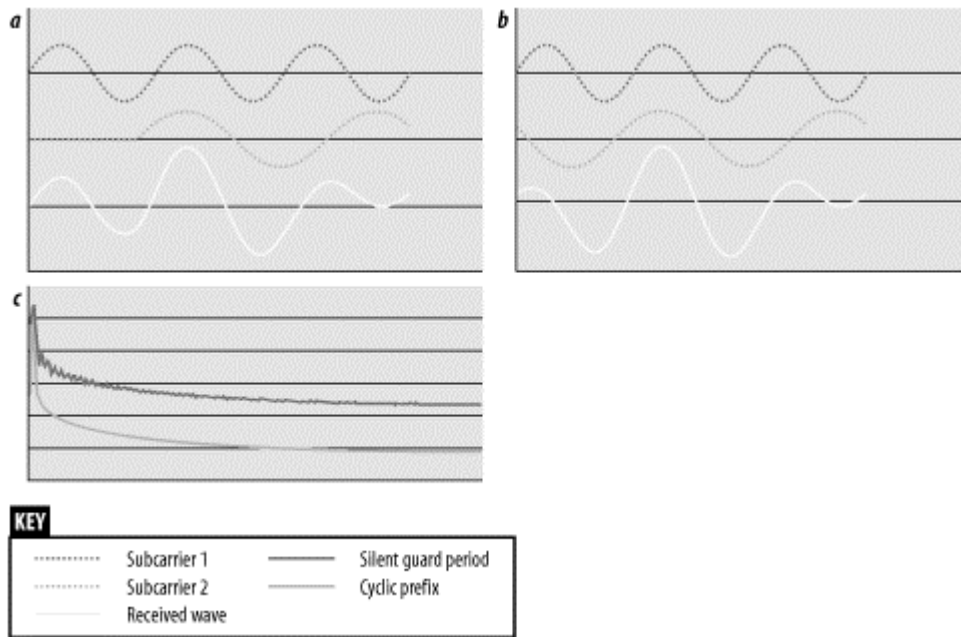 a
b
c
KEY
Subcarrier 1
Silent guard period
Subcarrier 2
Cyclic prefix
Received wave